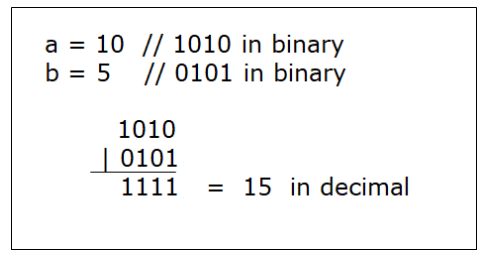 a = 10 // 1010 in binary
b = 5 // 0101 in binary
1010
| 0101
1111 = 15 in decimal